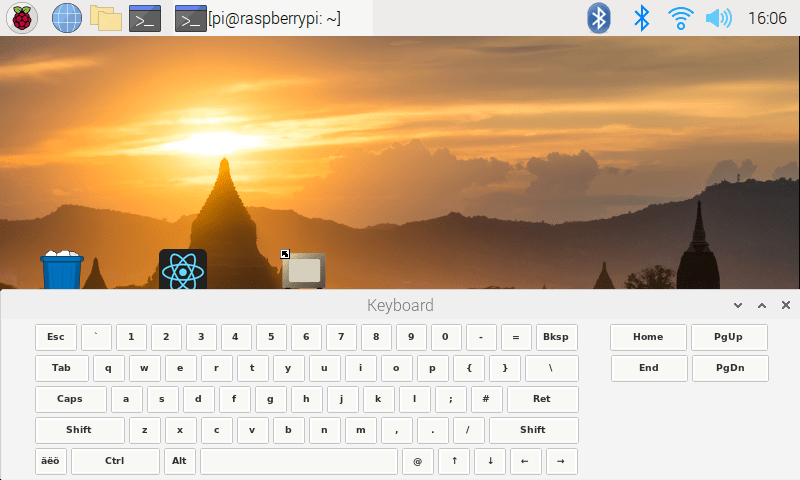 [pi@raspberrypi: ~] 16:06
Keyboard
Esc ` 1 2 3 4 5 6 7 8 9 0 - = Bksp Home PgUp
Tab q w e r t y u i o p { } \ End PgDn
Caps a s d f g h j k l ; # Ret
Shift z x c v b n m , . / Shift
äëö Ctrl Alt @ ↑ ↓ ← →